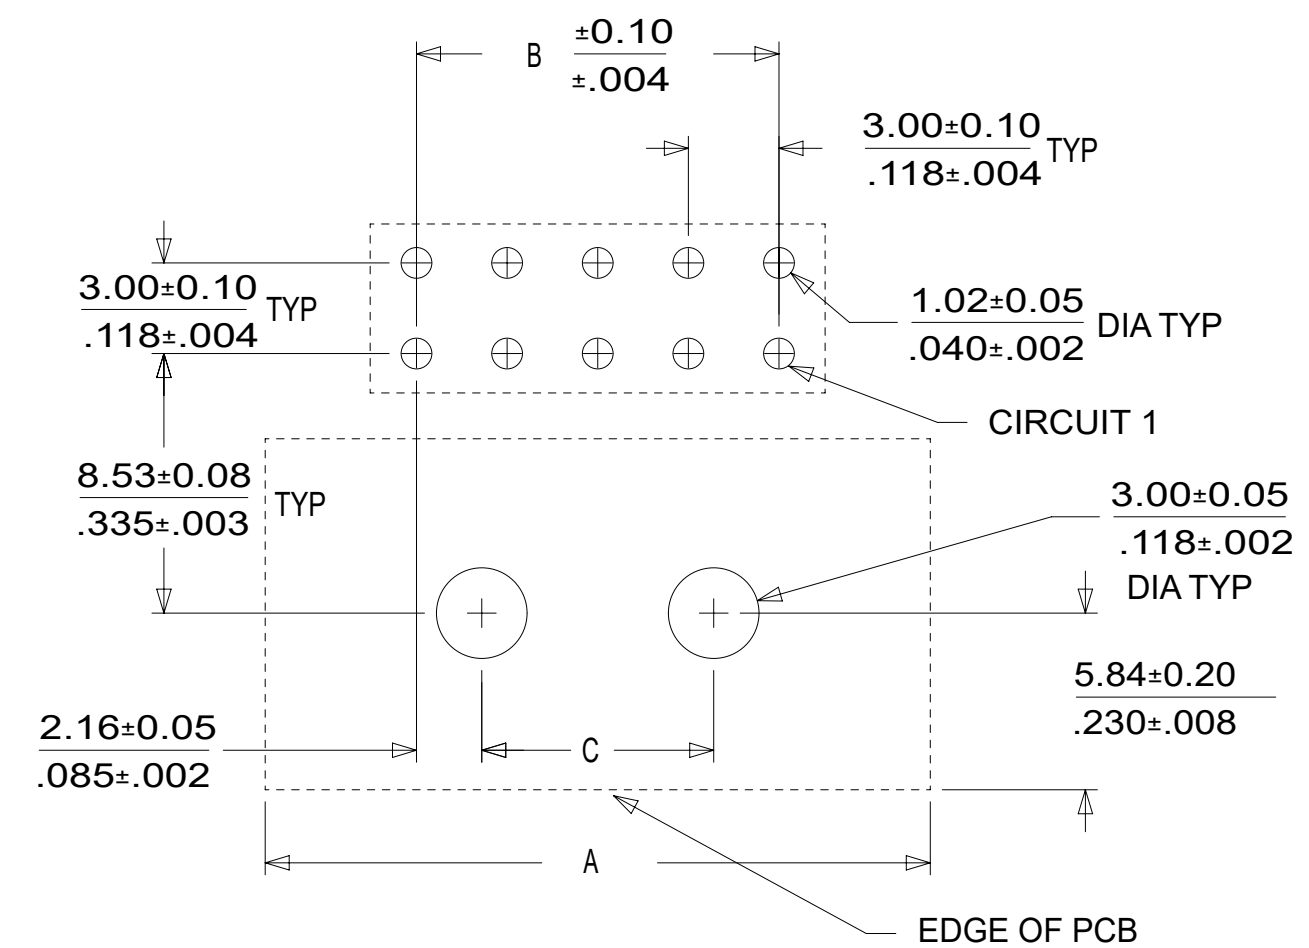 B ±0.10
±.004
3.00±0.10
TYP
.118±.004
3.00±0.10
TYP
.118±.004
1.02±0.05
DIA TYP
.040±.002
CIRCUIT 1
8.53±0.08
TYP
.335±.003
3.00±0.05
.118±.002
DIA TYP
5.84±0.20
.230±.008
2.16±0.05
.085±.002
C
A
EDGE OF PCB